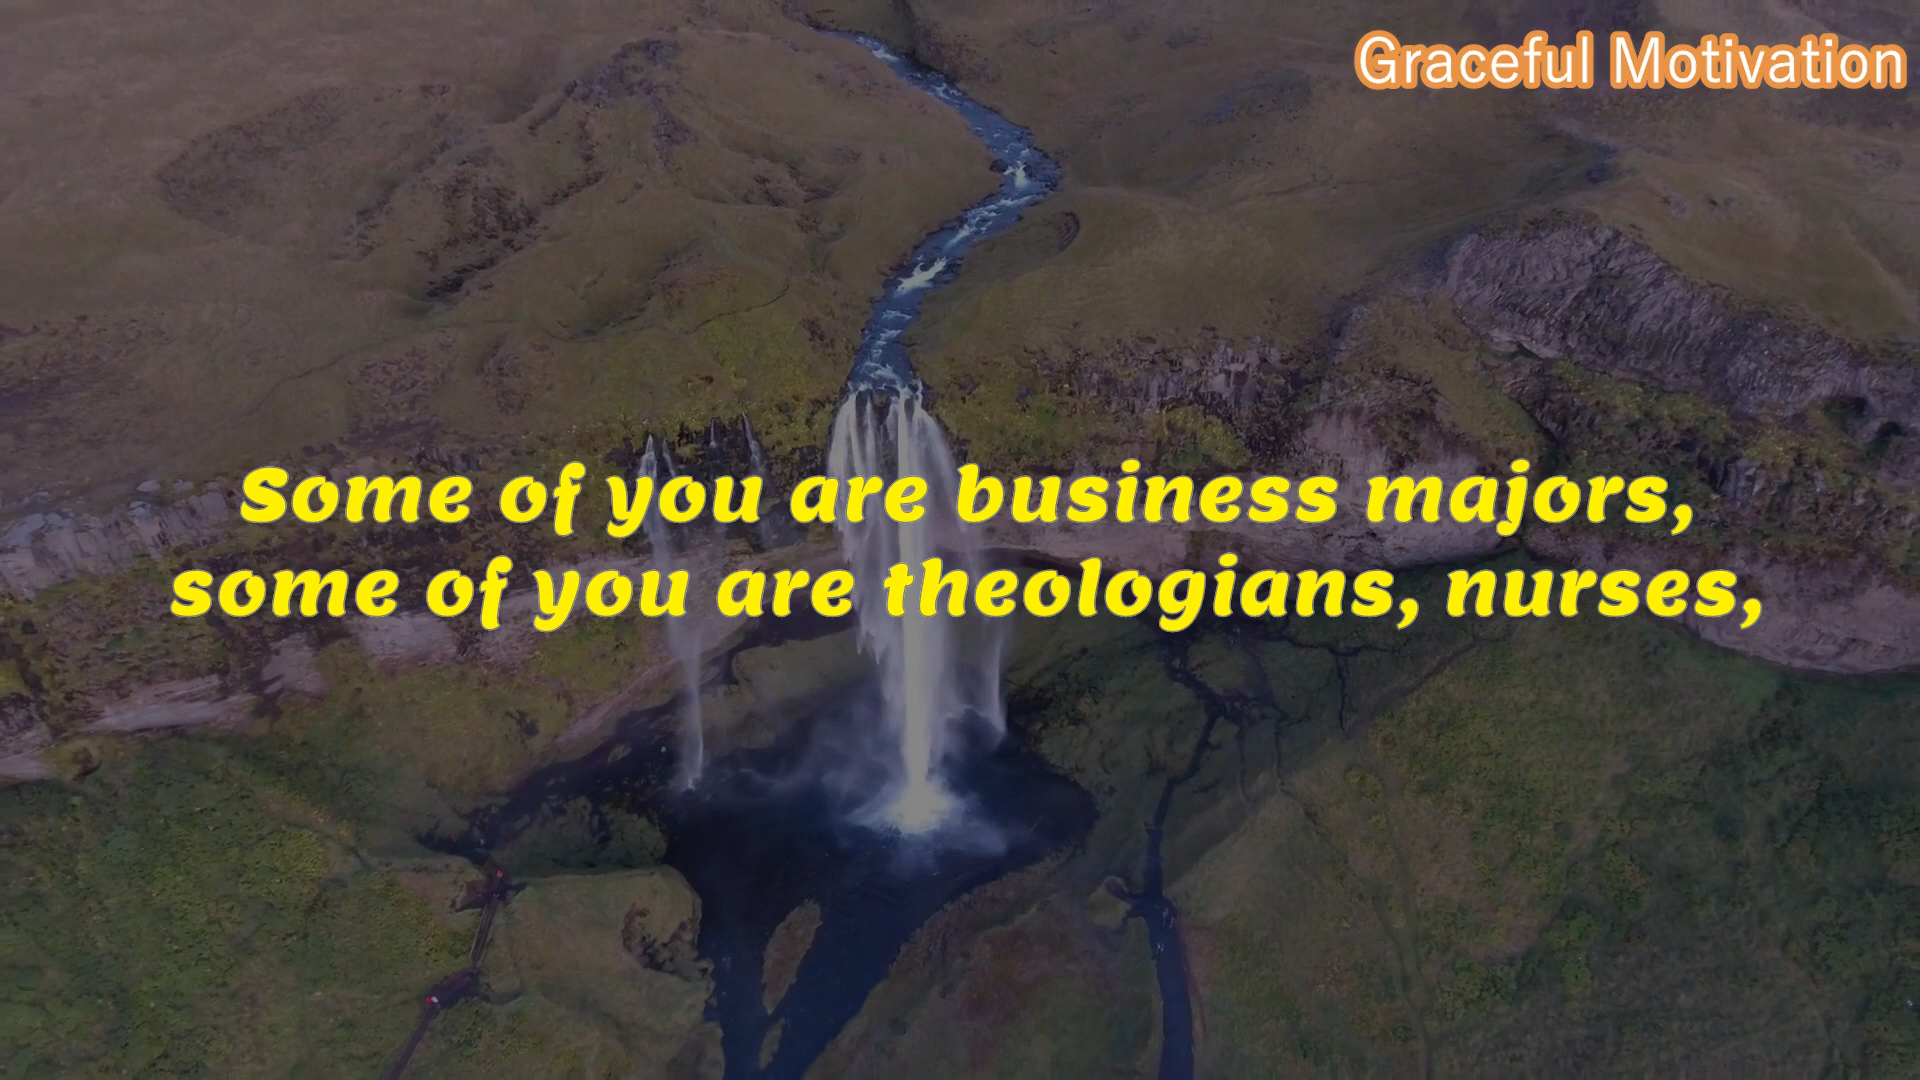 Graceful Motivation
Some of you are business majors,
some of you are theologians, nurses,